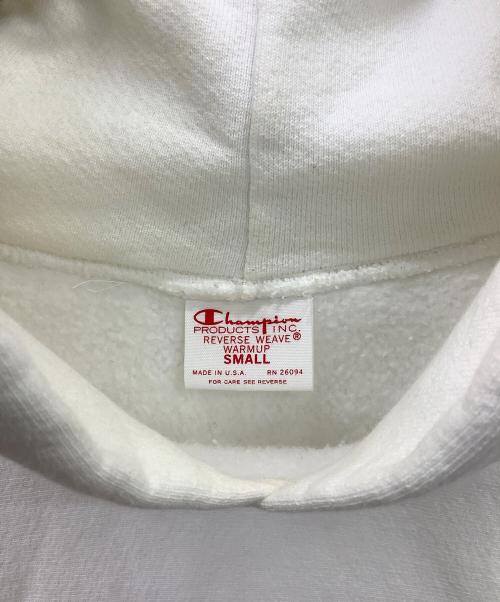 Champion
PRODUCTS INC.
REVERSE WEAVE®
WARMUP
SMALL
MADE IN U.S.A. RN 26094
FOR CARE SEE REVERSE